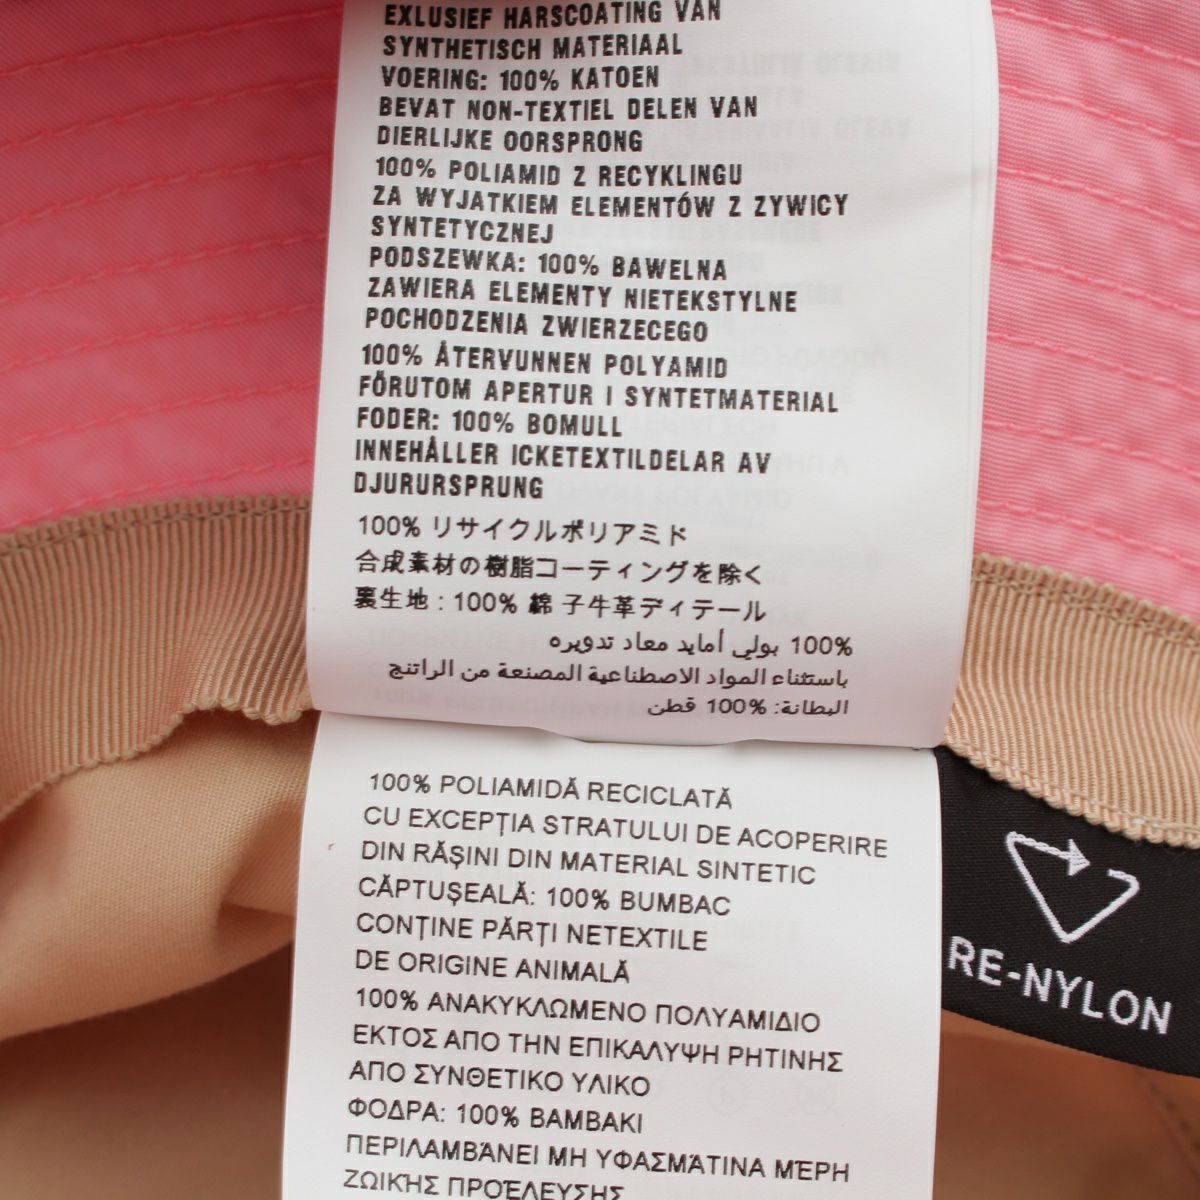 EXLUSIEF HARSCOATING VAN
SYNTHETISCH MATERIAAL
VOERING: 100% KATOEN
BEVAT NON-TEXTIEL DELEN VAN
DIERLIJKE OORSPRONG
100% POLIAMID Z RECYKLINGU
ZA WYJATKIEM ELEMENTÓW Z ZYWICY
SYNTETYCZNEJ
PODSZEWKA: 100% BAWELNA
ZAWIERA ELEMENTY NIETEKSTYLNE
POCHODZENIA ZWIERZECEGO
100% ÅTERVUNNEN POLYAMID
FÖRUTOM APERTUR I SYNTETMATERIAL
FODER: 100% BOMULL
INNEHÅLLER ICKETEXTILDELAR AV
DJURURSPRUNG
100% リサイクルポリアミド
合成素材の樹脂コーティングを除く
裏生地 : 100% 綿 子牛革ディテール
100% بولي أمايد معاد تدويره
باستثناء المواد الاصطناعية المصنعة من الراتنج
البطانة: 100% قطن
100% POLIAMIDĂ RECICLATĂ
CU EXCEPȚIA STRATULUI DE ACOPERIRE
DIN RĂȘINI DIN MATERIAL SINTETIC
CĂPTUȘEALĂ: 100% BUMBAC
CONȚINE PĂRȚI NETEXTILE
DE ORIGINE ANIMALĂ
100% ΑΝΑΚΥΚΛΩΜΕΝΟ ΠΟΛΥΑΜΙΔΙΟ
ΕΚΤΟΣ ΑΠΟ ΤΗΝ ΕΠΙΚΑΛΥΨΗ ΡΗΤΙΝΗΣ
ΑΠΟ ΣΥΝΘΕΤΙΚΟ ΥΛΙΚΟ
ΦΟΔΡΑ: 100% ΒΑΜΒΑΚΙ
ΠΕΡΙΛΑΜΒΆΝΕΙ ΜΗ ΥΦΑΣΜΆΤΙΝΑ ΜΈΡΗ
ΖΩΙΚΉΣ ΠΡΟΈΛΕΥΣΗΣ
RE-NYLON